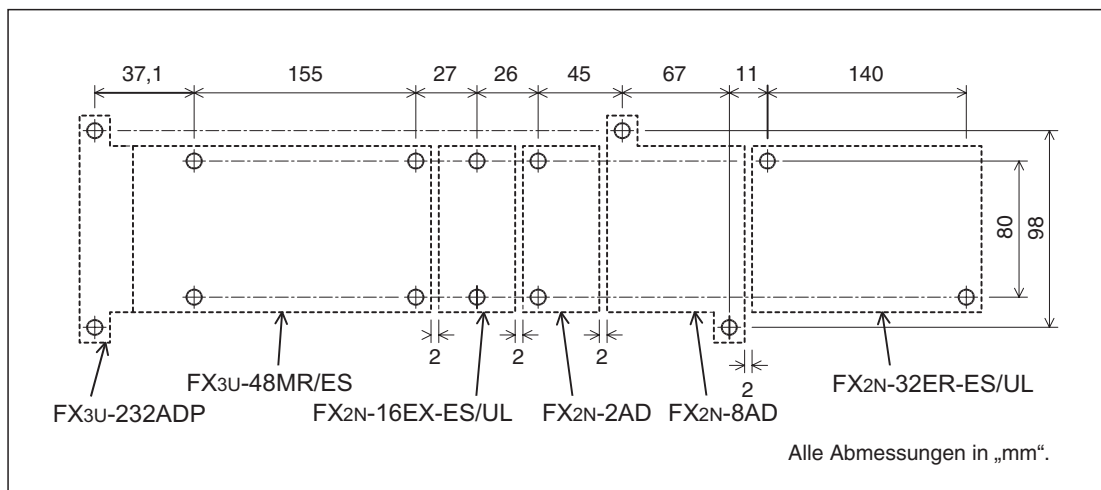 37,1 155 27 26 45 67 11 140
80
98
2 2 2
2
FX3U-48MR/ES
FX2N-32ER-ES/UL
FX3U-232ADP
FX2N-16EX-ES/UL
FX2N-2AD
FX2N-8AD
Alle Abmessungen in „mm“.